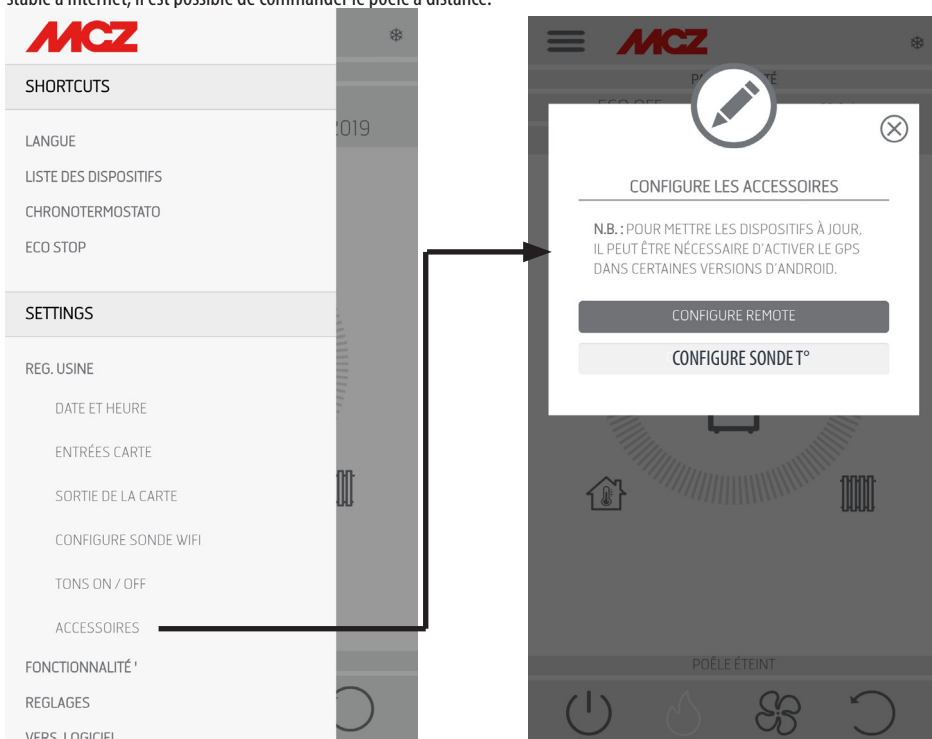 stable à Internet, il est possible de commander le poêle à distance.
MCZ
SHORTCUTS
LANGUE
LISTE DES DISPOSITIFS
CHRONOTERMOSTATO
ECO STOP
SETTINGS
REG. USINE
DATE ET HEURE
ENTRÉES CARTE
SORTIE DE LA CARTE
CONFIGURE SONDE WIFI
TONS ON / OFF
ACCESSOIRES
FONCTIONNALITÉ '
REGLAGES
VERS. LOGICIEL
2019
MCZ
CONFIGURE LES ACCESSOIRES
N.B. : POUR METTRE LES DISPOSITIFS À JOUR,
IL PEUT ÊTRE NÉCESSAIRE D'ACTIVER LE GPS
DANS CERTAINES VERSIONS D'ANDROID.
CONFIGURE REMOTE
CONFIGURE SONDE T°
POÊLE ÉTEINT